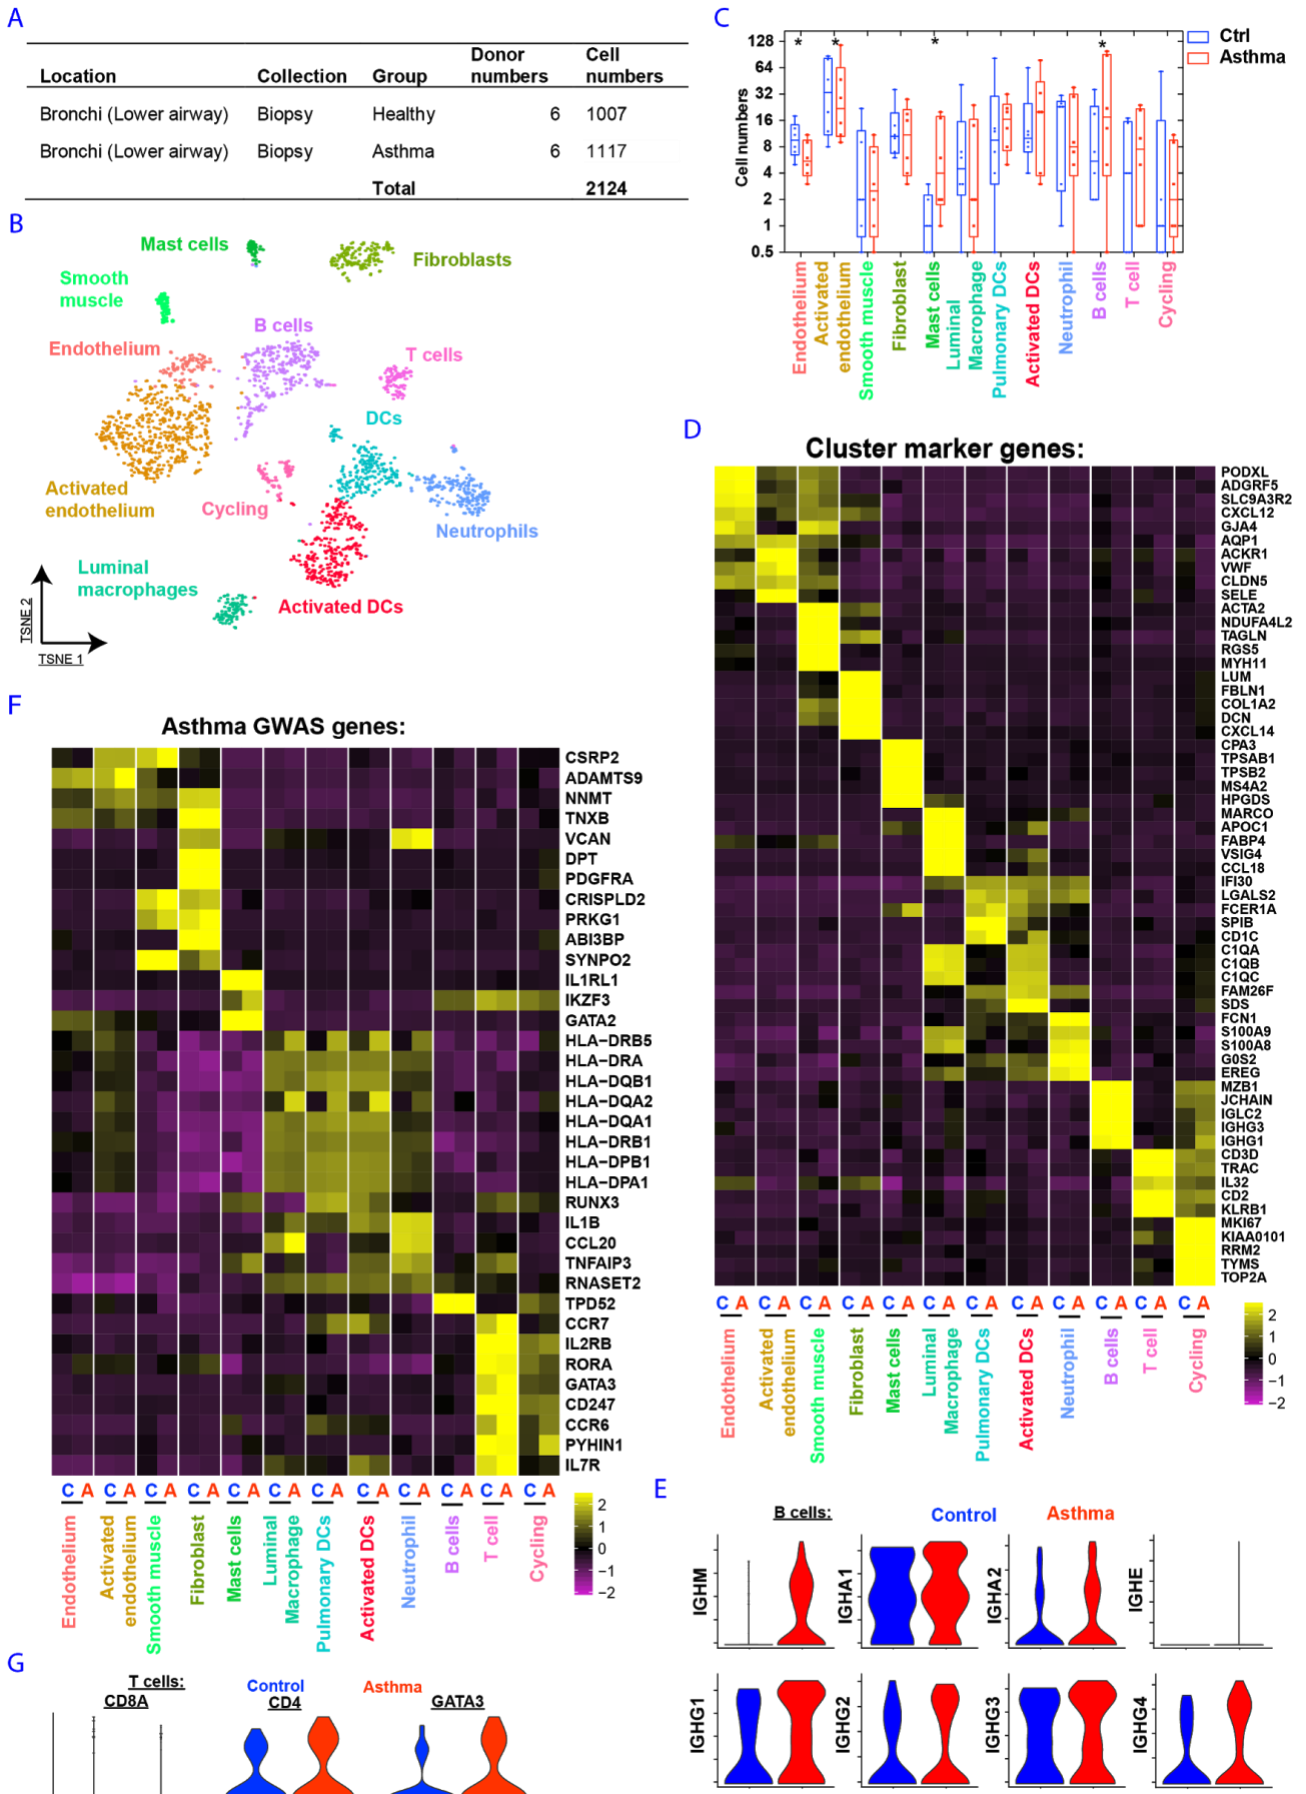 A
Location Collection Group Donor numbers Cell numbers
Bronchi (Lower airway) Biopsy Healthy 6 1007
Bronchi (Lower airway) Biopsy Asthma 6 1117
Total 2124
B
Mast cells
Fibroblasts
Smooth
muscle
B cells
Endothelium
T cells
DCs
Activated
endothelium
Cycling
Neutrophils
Luminal
macrophages
Activated DCs
TSNE 2
TSNE 1
C
Ctrl
Asthma
Cell numbers
128
64
32
16
8
4
2
1
0.5
* * * *
Endothelium
Activated
endothelium
Smooth muscle
Fibroblast
Mast cells
Luminal
Macrophage
Pulmonary DCs
Activated DCs
Neutrophil
B cells
T cell
Cycling
D
Cluster marker genes:
PODXL
ADGRF5
SLC9A3R2
CXCL12
GJA4
AQP1
ACKR1
VWF
CLDN5
SELE
ACTA2
NDUFA4L2
TAGLN
RGS5
MYH11
LUM
FBLN1
COL1A2
DCN
CXCL14
CPA3
TPSAB1
TPSB2
MS4A2
HPGDS
MARCO
APOC1
FABP4
VSIG4
CCL18
IFI30
LGALS2
FCER1A
SPIB
CD1C
C1QA
C1QB
C1QC
FAM26F
SDS
FCN1
S100A9
S100A8
G0S2
EREG
MZB1
JCHAIN
IGLC2
IGHG3
IGHG1
CD3D
TRAC
IL32
CD2
KLRB1
MKI67
KIAA0101
RRM2
TYMS
TOP2A
C A C A C A C A C A C A C A C A C A C A C A C A
Endothelium
Activated
endothelium
Smooth muscle
Fibroblast
Mast cells
Luminal
Macrophage
Pulmonary DCs
Activated DCs
Neutrophil
B cells
T cell
Cycling
2
1
0
−1
−2
F
Asthma GWAS genes:
CSRP2
ADAMTS9
NNMT
TNXB
VCAN
DPT
PDGFRA
CRISPLD2
PRKG1
ABI3BP
SYNPO2
IL1RL1
IKZF3
GATA2
HLA−DRB5
HLA−DRA
HLA−DQB1
HLA−DQA2
HLA−DQA1
HLA−DRB1
HLA−DPB1
HLA−DPA1
RUNX3
IL1B
CCL20
TNFAIP3
RNASET2
TPD52
CCR7
IL2RB
RORA
GATA3
CD247
CCR6
PYHIN1
IL7R
C A C A C A C A C A C A C A C A C A C A C A C A
Endothelium
Activated
endothelium
Smooth muscle
Fibroblast
Mast cells
Luminal
Macrophage
Pulmonary DCs
Activated DCs
Neutrophil
B cells
T cell
Cycling
2
1
0
−1
−2
E
B cells: Control Asthma
IGHM
IGHA1
IGHA2
IGHE
IGHG1
IGHG2
IGHG3
IGHG4
G
T cells: Control Asthma
CD8A CD4 GATA3